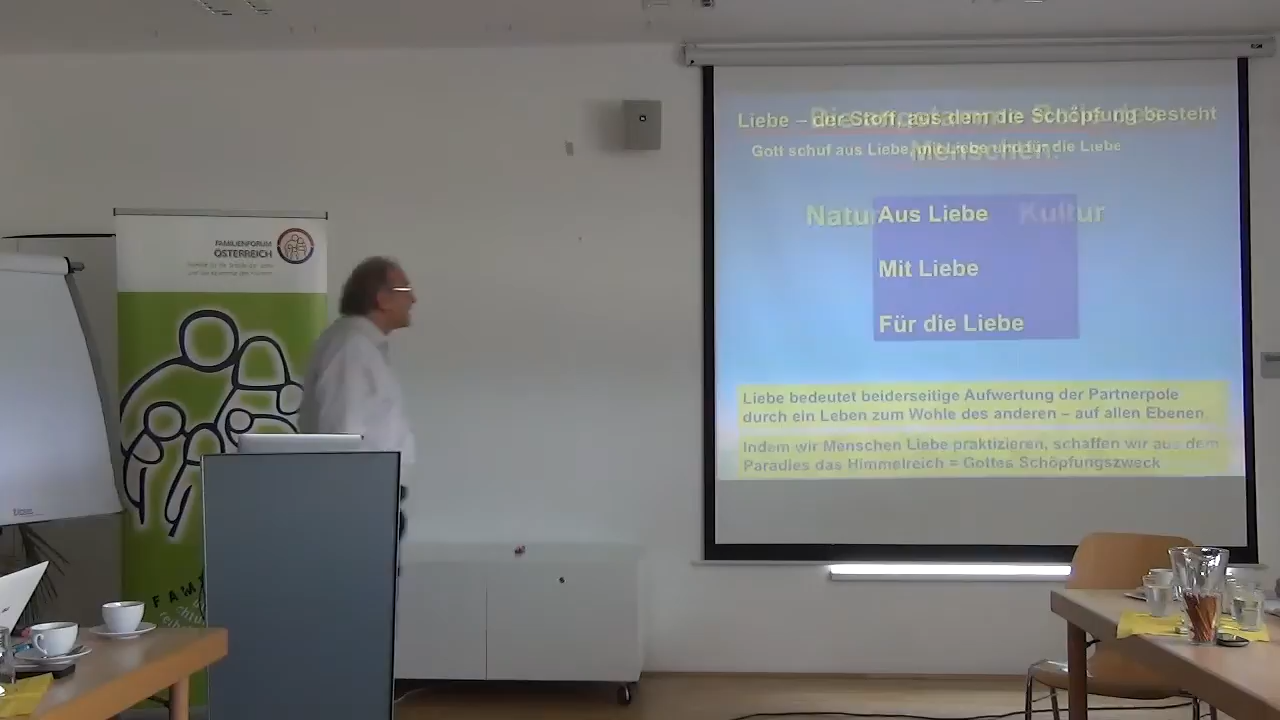 FAMILIENFORUM
ÖSTERREICH
Liebe – der Stoff, aus dem die Schöpfung besteht
Gott schuf aus Liebe, mit Liebe und für die Liebe
Menschen:
Natur
Kultur
Aus Liebe
Mit Liebe
Für die Liebe
Liebe bedeutet beiderseitige Aufwertung der Partnerpole
durch ein Leben zum Wohle des anderen – auf allen Ebenen
Indem wir Menschen Liebe praktizieren, schaffen wir aus dem
Paradies das Himmelreich = Gottes Schöpfungszweck